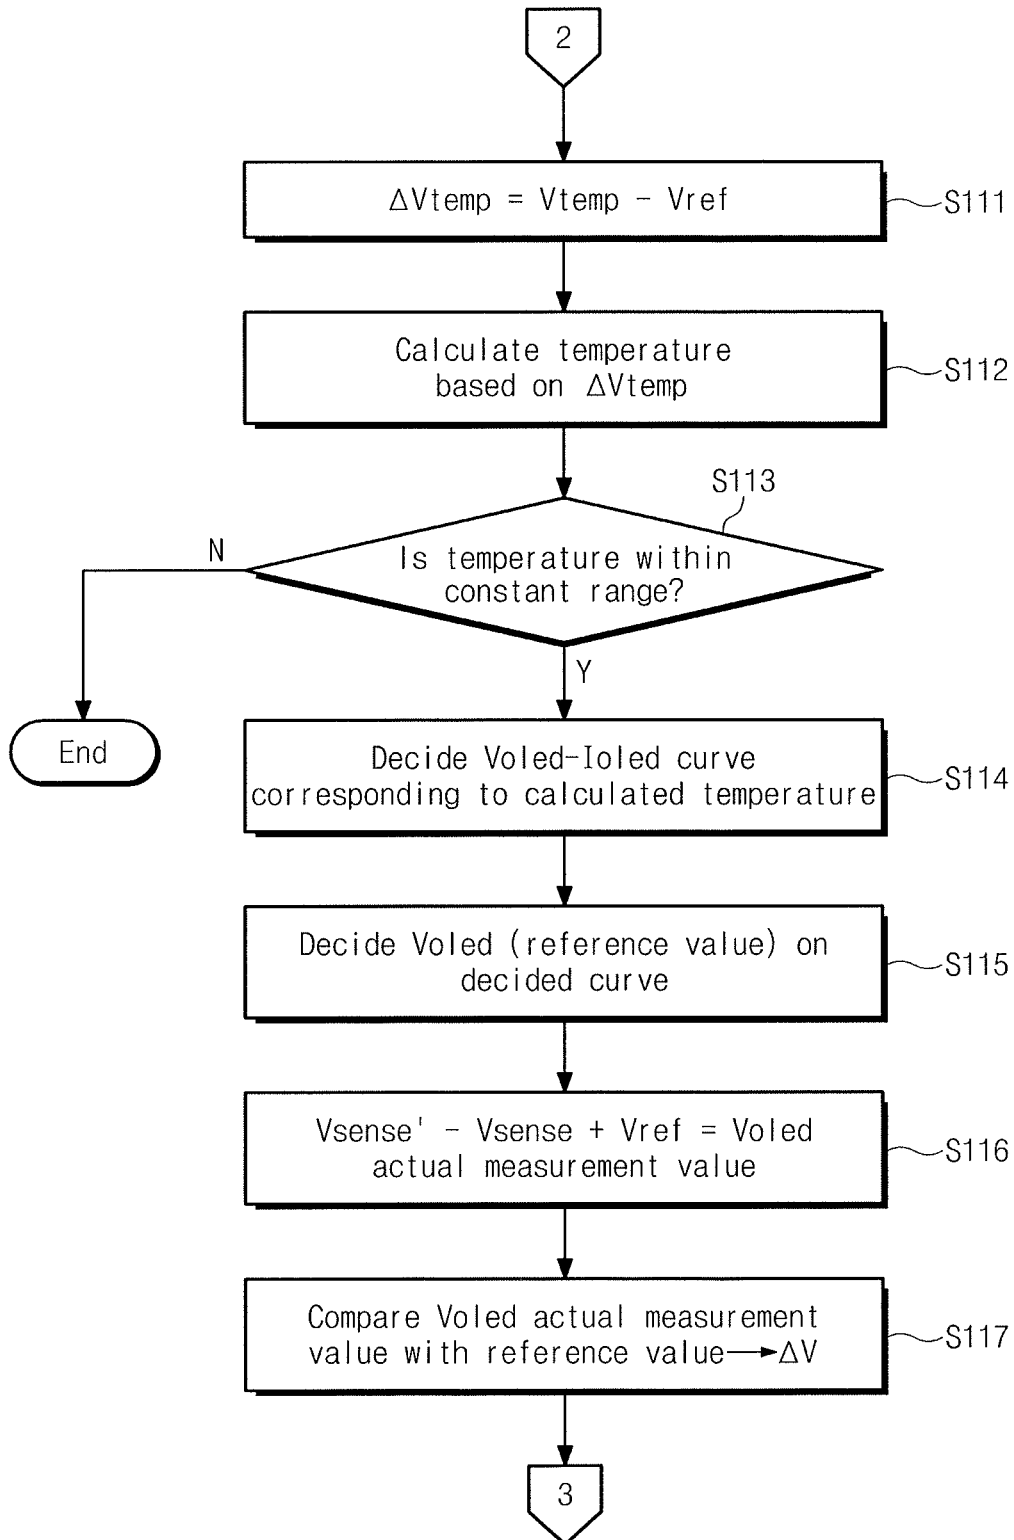 2
ΔVtemp = Vtemp - Vref
S111
Calculate temperature
based on ΔVtemp
S112
S113
Is temperature within
constant range?
N
Y
End
Decide Voled-Ioled curve
corresponding to calculated temperature
S114
Decide Voled (reference value) on
decided curve
S115
Vsense' - Vsense + Vref = Voled
actual measurement value
S116
Compare Voled actual measurement
value with reference value→ΔV
S117
3